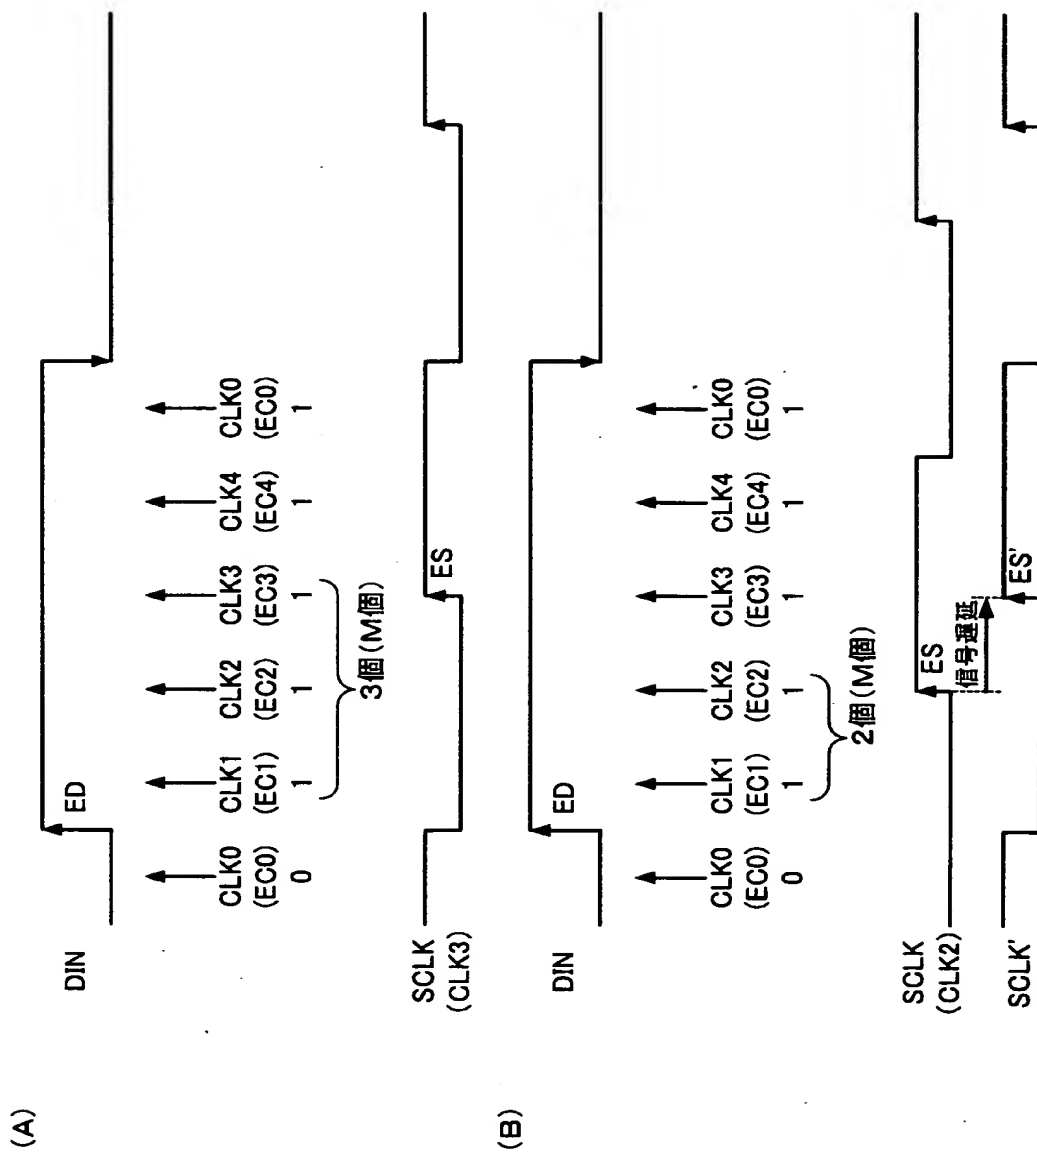 (A)
DIN
ED
CLK0 CLK1 CLK2 CLK3 CLK4 CLK0
(EC0) (EC1) (EC2) (EC3) (EC4) (EC0)
0 1 1 1 1 1
3個(M個)
SCLK
(CLK3)
ES
(B)
DIN
ED
CLK0 CLK1 CLK2 CLK3 CLK4 CLK0
(EC0) (EC1) (EC2) (EC3) (EC4) (EC0)
0 1 1 1 1 1
2個(M個)
SCLK
(CLK2)
ES
信号遅延
SCLK'
ES'